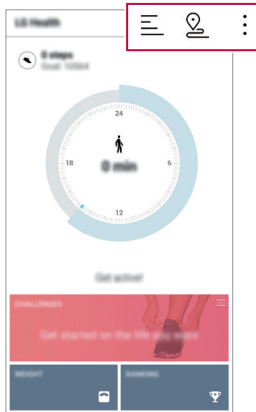 LG Health
0 steps
Goal: 10564
24
18
6
0 min
12
Get active!
CHALLENGES
Get started on the life you want
WEIGHT
RANKING